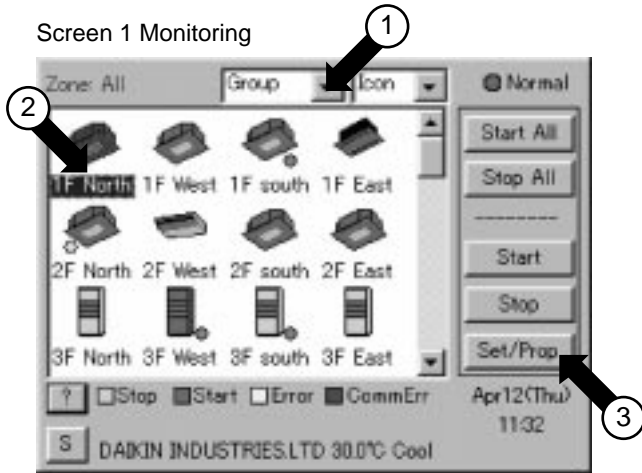 Screen 1 Monitoring
1
Zone: All Group Icon Normal
2
Start All
1F North 1F West 1F south 1F East
Stop All
--------
2F North 2F West 2F south 2F East
Start
Stop
3F North 3F West 3F south 3F East
Set/Prop
? Stop Start Error CommErr Apr12(Thu)
3
11:32
S DAIKIN INDUSTRIES.LTD 30.0°C Cool